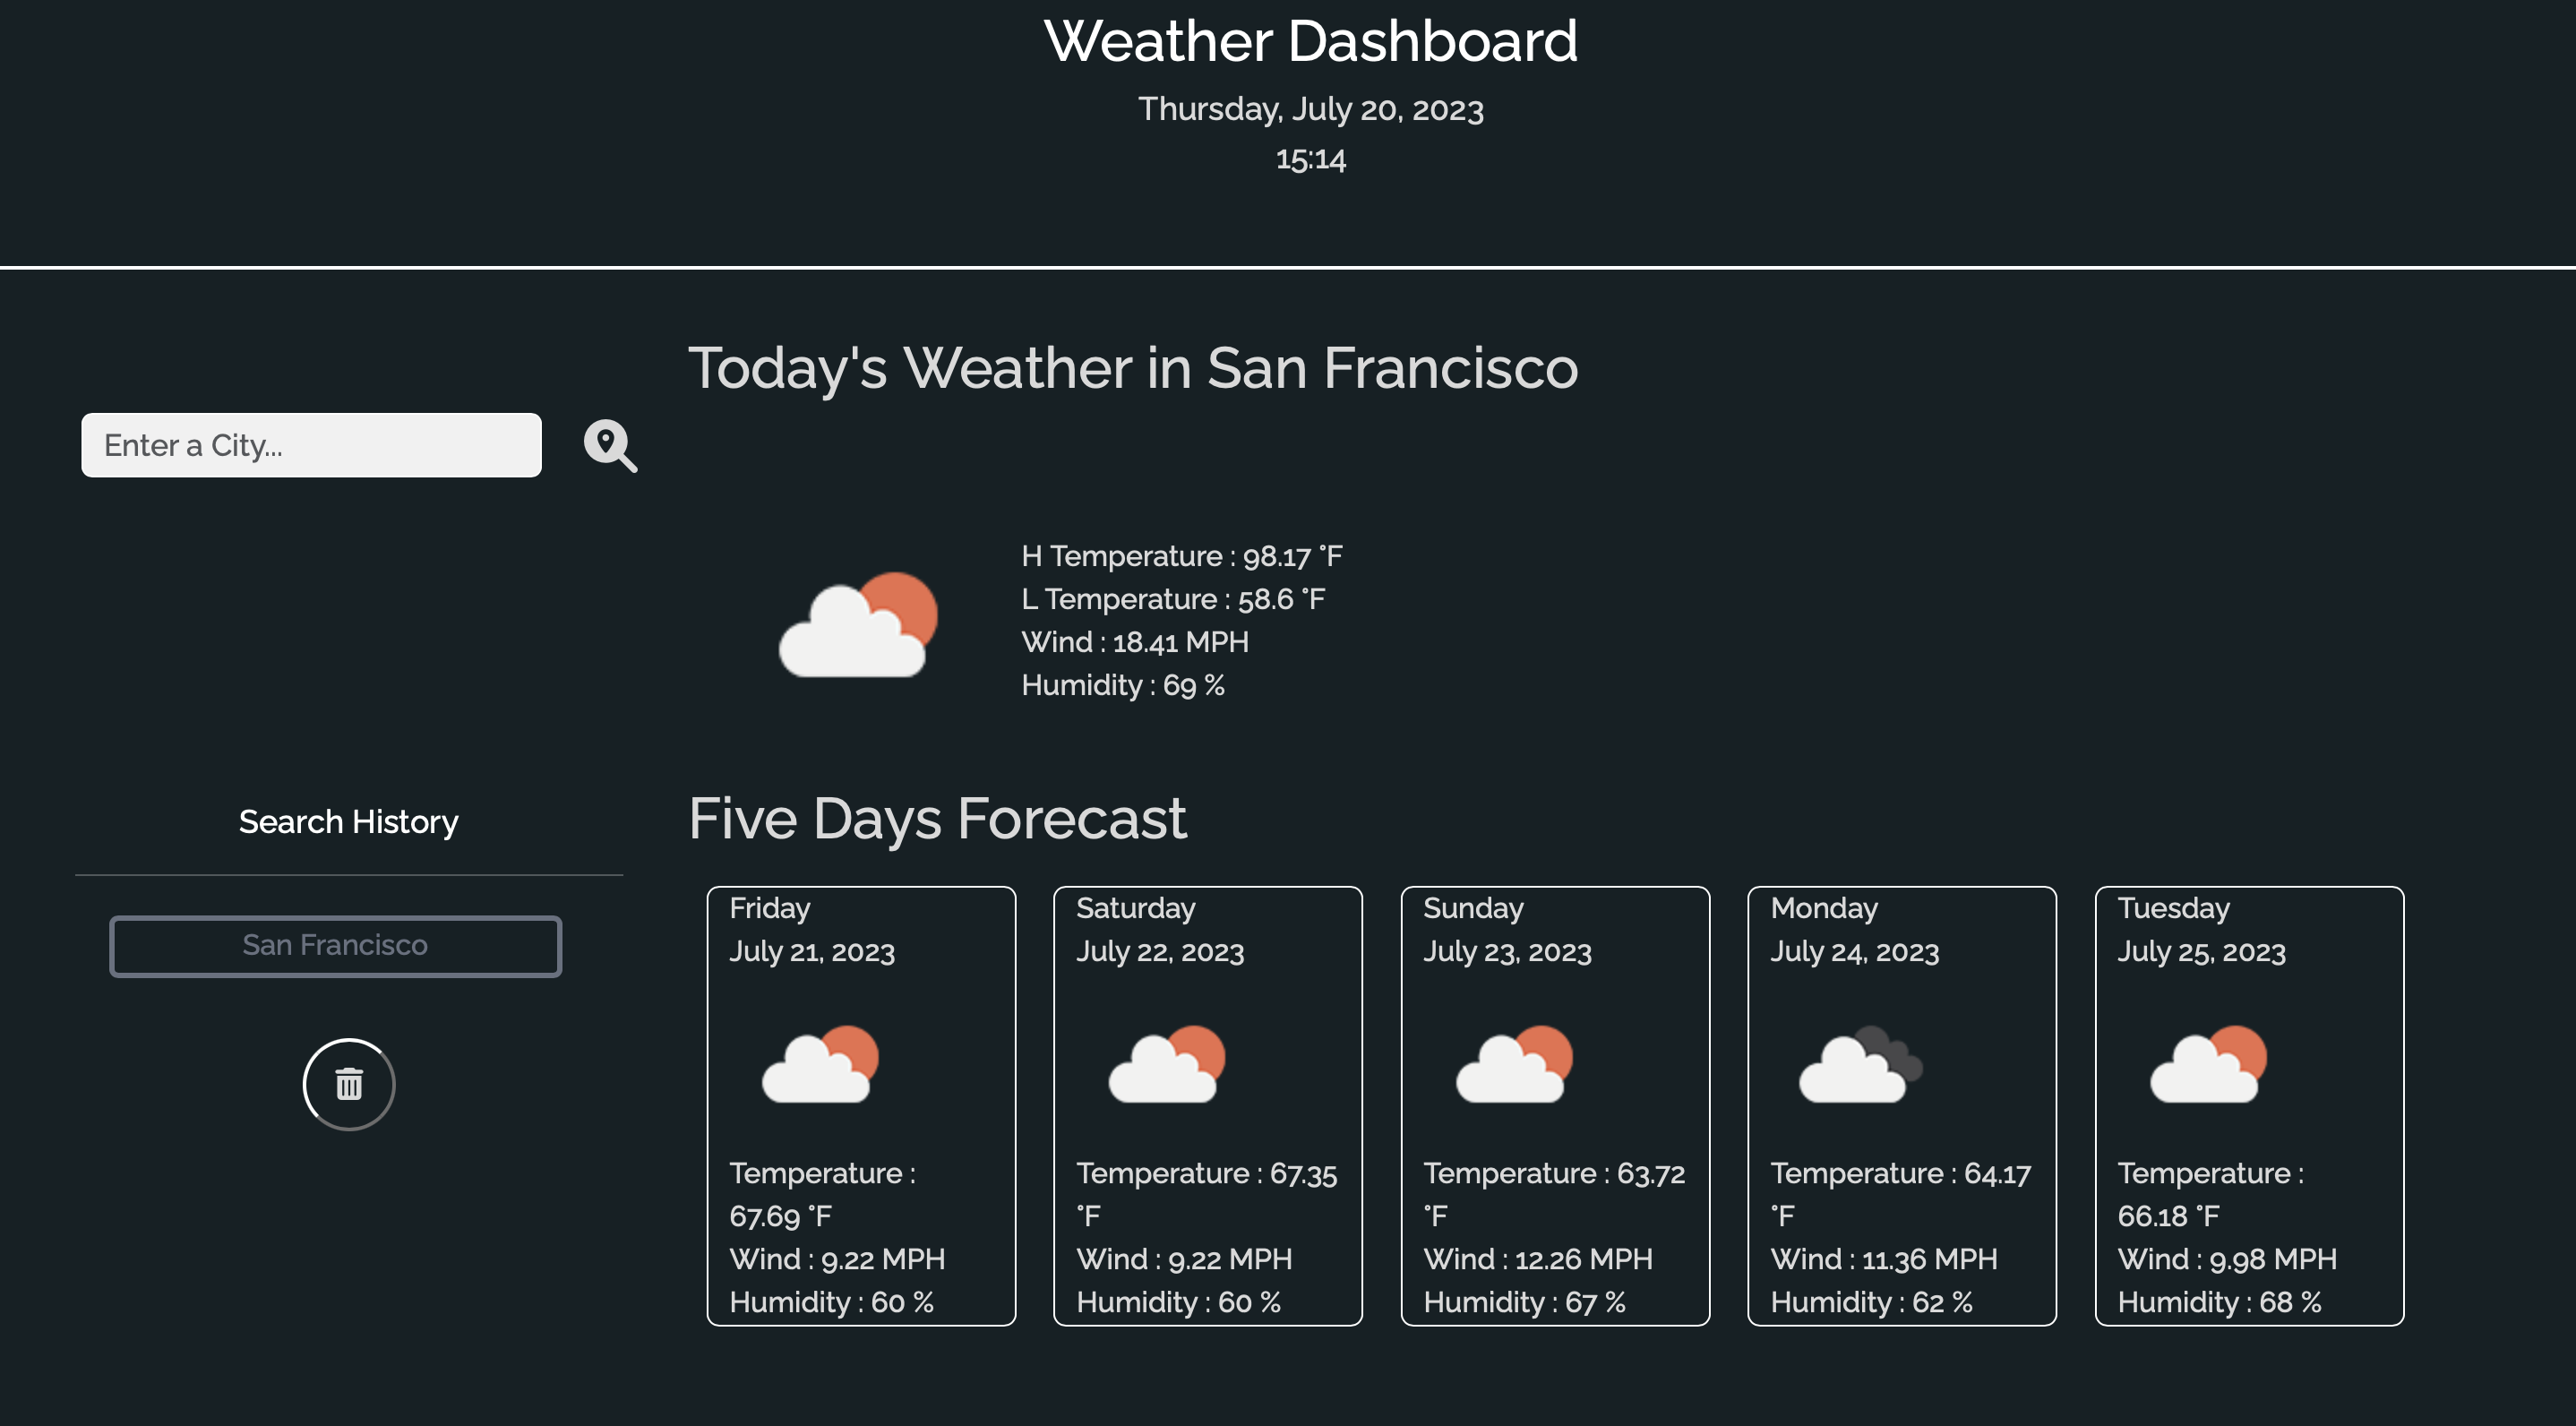 Weather Dashboard
Thursday, July 20, 2023
15:14
Today's Weather in San Francisco
Enter a City...
H Temperature : 98.17 °F
L Temperature : 58.6 °F
Wind : 18.41 MPH
Humidity : 69 %
Search History
San Francisco
Five Days Forecast
Friday
July 21, 2023
Temperature :
67.69 °F
Wind : 9.22 MPH
Humidity : 60 %
Saturday
July 22, 2023
Temperature : 67.35
°F
Wind : 9.22 MPH
Humidity : 60 %
Sunday
July 23, 2023
Temperature : 63.72
°F
Wind : 12.26 MPH
Humidity : 67 %
Monday
July 24, 2023
Temperature : 64.17
°F
Wind : 11.36 MPH
Humidity : 62 %
Tuesday
July 25, 2023
Temperature :
66.18 °F
Wind : 9.98 MPH
Humidity : 68 %